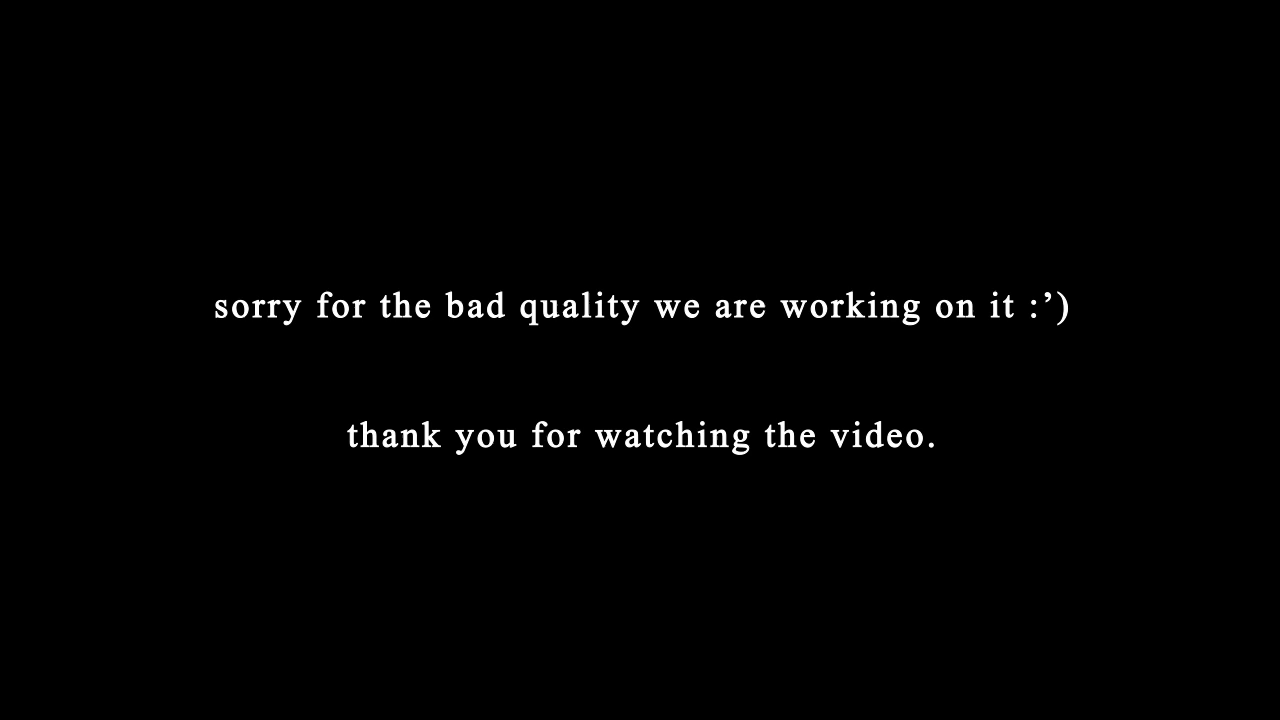 sorry for the bad quality we are working on it :’)
thank you for watching the video.